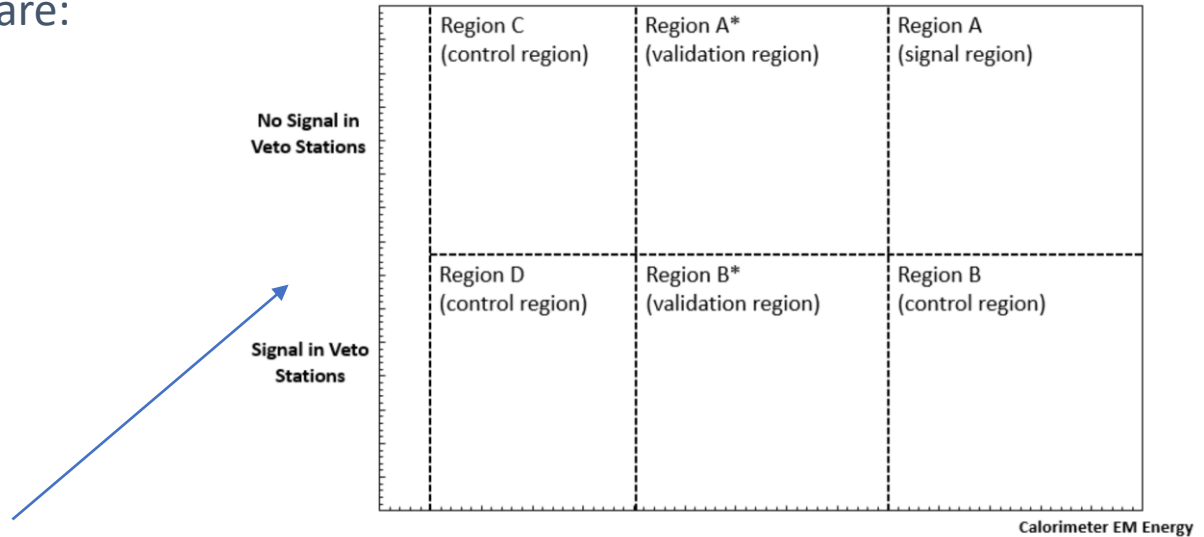 are:
Region C
(control region)
Region A*
(validation region)
Region A
(signal region)
No Signal in
Veto Stations
Region D
(control region)
Region B*
(validation region)
Region B
(control region)
Signal in Veto
Stations
Calorimeter EM Energy